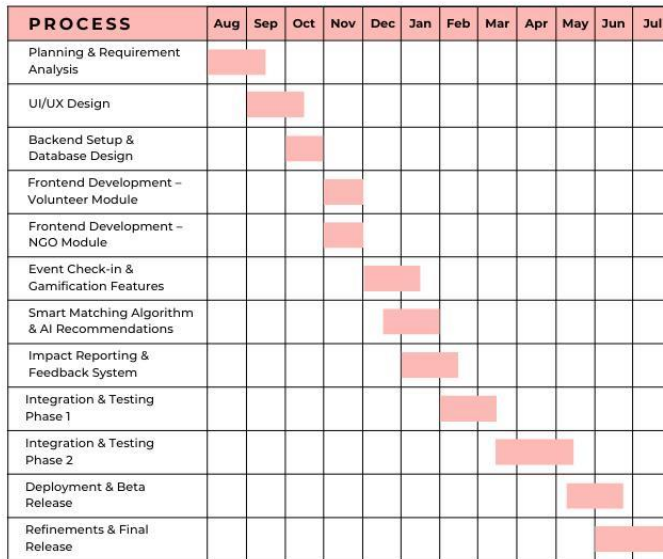 PROCESS Aug Sep Oct Nov Dec Jan Feb Mar Apr May Jun Jul
Planning & Requirement
Analysis
UI/UX Design
Backend Setup &
Database Design
Frontend Development –
Volunteer Module
Frontend Development –
NGO Module
Event Check-in &
Gamification Features
Smart Matching Algorithm
& AI Recommendations
Impact Reporting &
Feedback System
Integration & Testing
Phase 1
Integration & Testing
Phase 2
Deployment & Beta
Release
Refinements & Final
Release